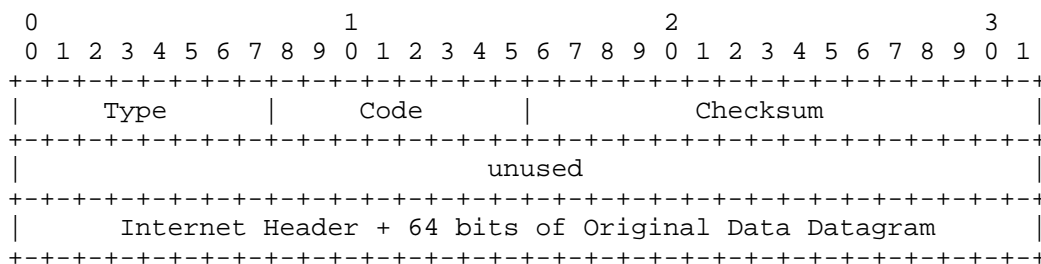 0                   1                   2                   3
0 1 2 3 4 5 6 7 8 9 0 1 2 3 4 5 6 7 8 9 0 1 2 3 4 5 6 7 8 9 0 1
+-+-+-+-+-+-+-+-+-+-+-+-+-+-+-+-+-+-+-+-+-+-+-+-+-+-+-+-+-+-+-+-+
|     Type      |     Code      |          Checksum             |
+-+-+-+-+-+-+-+-+-+-+-+-+-+-+-+-+-+-+-+-+-+-+-+-+-+-+-+-+-+-+-+-+
|                             unused                            |
+-+-+-+-+-+-+-+-+-+-+-+-+-+-+-+-+-+-+-+-+-+-+-+-+-+-+-+-+-+-+-+-+
|      Internet Header + 64 bits of Original Data Datagram      |
+-+-+-+-+-+-+-+-+-+-+-+-+-+-+-+-+-+-+-+-+-+-+-+-+-+-+-+-+-+-+-+-+